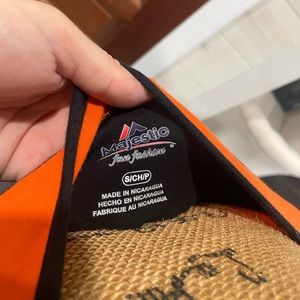 Majestic
fan fashion
S/CH/P
MADE IN NICARAGUA
HECHO EN NICARAGUA
FABRIQUE AU NICARAGUA